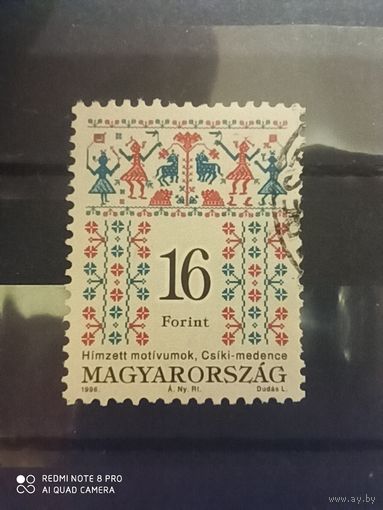 16
Forint
Hímzett motívumok, Csíki-medence
MAGYARORSZÁG
1996. Á. Ny. Rt. Dudás L.
REDMI NOTE 8 PRO
AI QUAD CAMERA
www.ay.by